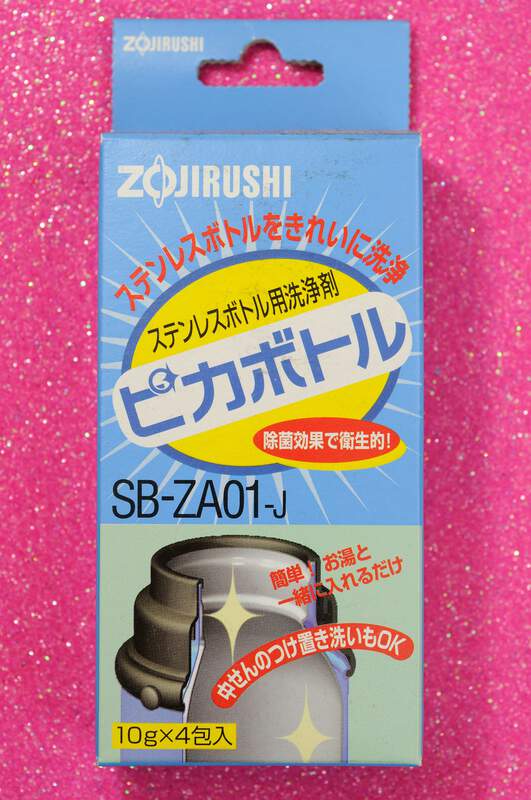 ZOJIRUSHI
ZOJIRUSHI
ステンレスボトルをきれいに洗浄
ステンレスボトル用洗浄剤
ピカボトル
除菌効果で衛生的!
SB-ZA01-J
簡単! お湯と
一緒に入れるだけ
中せんのつけ置き洗いもOK
10g×4包入